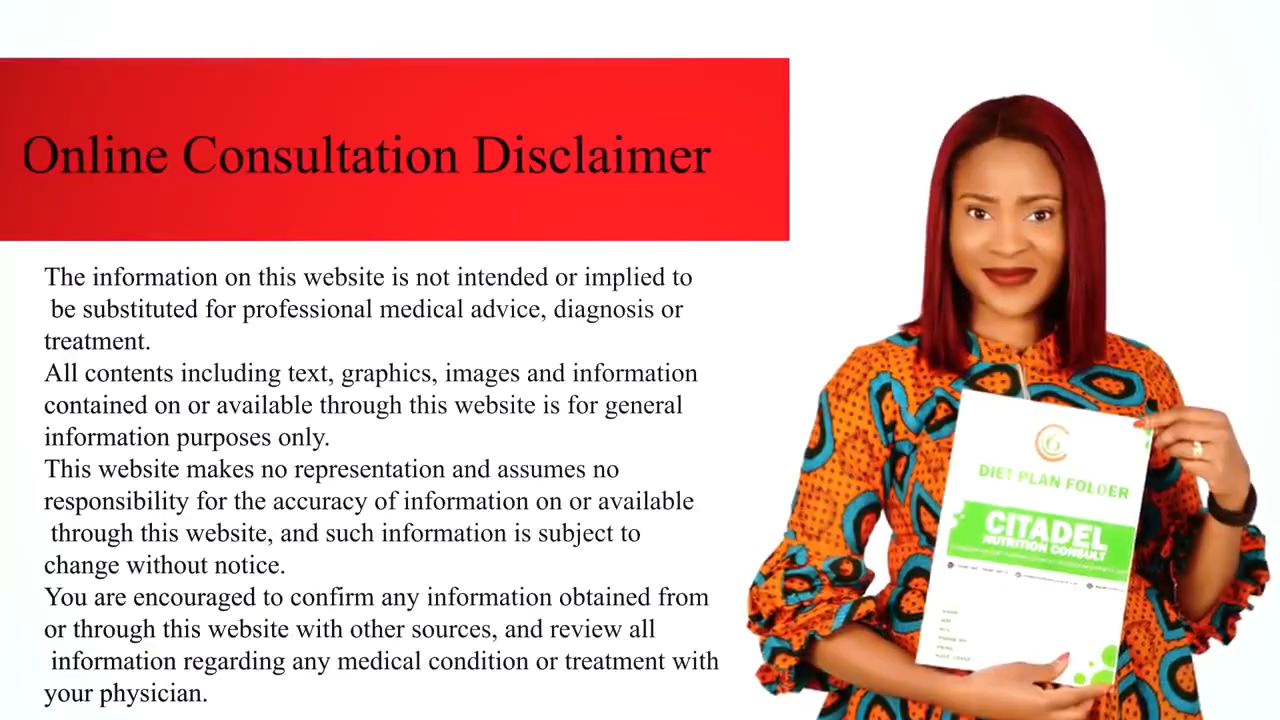 Online Consultation Disclaimer
The information on this website is not intended or implied to
be substituted for professional medical advice, diagnosis or
treatment.
All contents including text, graphics, images and information
contained on or available through this website is for general
information purposes only.
This website makes no representation and assumes no
responsibility for the accuracy of information on or available
through this website, and such information is subject to
change without notice.
You are encouraged to confirm any information obtained from
or through this website with other sources, and review all
information regarding any medical condition or treatment with
your physician.
DIET PLAN FOLDER
CITADEL
NUTRITION CONSULT